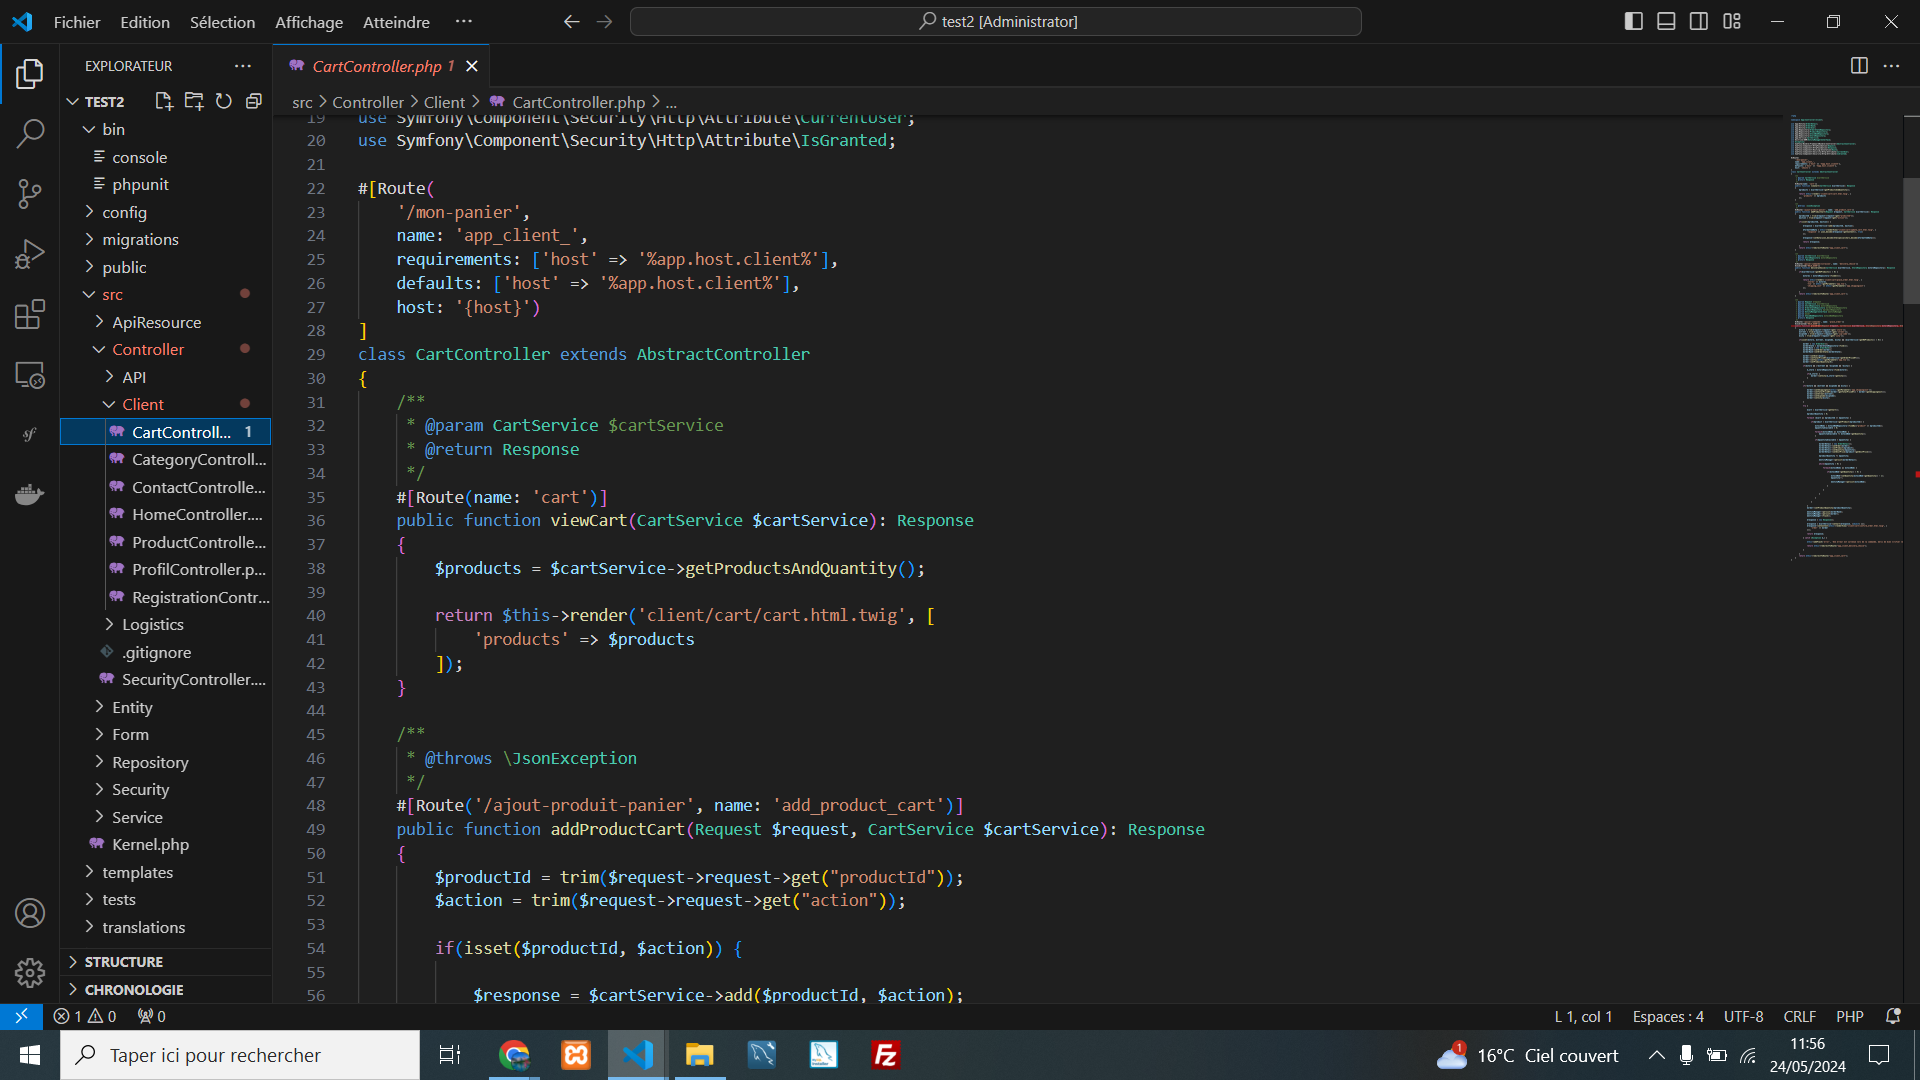 Fichier Edition Sélection Affichage Atteindre ··· test2 [Administrator]
EXPLORATEUR
TEST2
bin
console
phpunit
config
migrations
public
src
ApiResource
Controller
API
Client
CartControll... 1
CategoryControll...
ContactControlle...
HomeController....
ProductControlle...
ProfilController.p...
RegistrationContr...
Logistics
.gitignore
SecurityController....
Entity
Form
Repository
Security
Service
Kernel.php
templates
tests
translations
STRUCTURE
CHRONOLOGIE
CartController.php 1
src > Controller > Client > CartController.php > ...
19 use Symfony\Component\Security\Http\Attribute\CurrentUser;
20 use Symfony\Component\Security\Http\Attribute\IsGranted;
21
22 #[Route(
23     '/mon-panier',
24     name: 'app_client_',
25     requirements: ['host' => '%app.host.client%'],
26     defaults: ['host' => '%app.host.client%'],
27     host: '{host}')
28 ]
29 class CartController extends AbstractController
30 {
31     /**
32      * @param CartService $cartService
33      * @return Response
34      */
35     #[Route(name: 'cart')]
36     public function viewCart(CartService $cartService): Response
37     {
38         $products = $cartService->getProductsAndQuantity();
39
40         return $this->render('client/cart/cart.html.twig', [
41             'products' => $products
42         ]);
43     }
44
45     /**
46      * @throws \JsonException
47      */
48     #[Route('/ajout-produit-panier', name: 'add_product_cart')]
49     public function addProductCart(Request $request, CartService $cartService): Response
50     {
51         $productId = trim($request->request->get("productId"));
52         $action = trim($request->request->get("action"));
53
54         if(isset($productId, $action)) {
55
56             $response = $cartService->add($productId, $action);
1 0 0 L 1, col 1 Espaces : 4 UTF-8 CRLF PHP
Taper ici pour rechercher 1 16°C Ciel couvert 11:56
24/05/2024